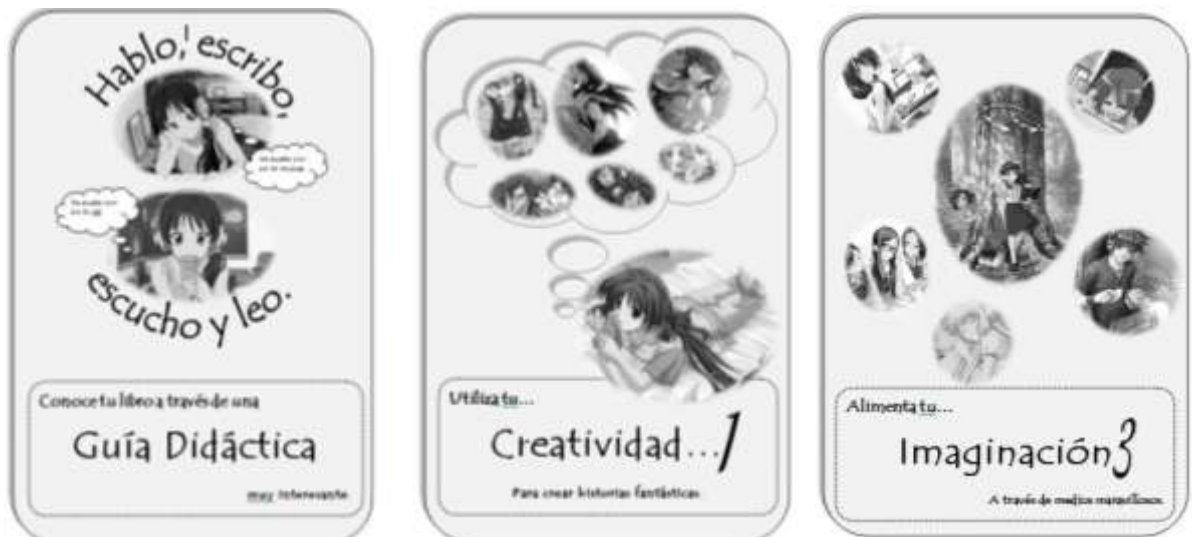 Hablo, escribo,
escucho y leo.
Conoce tu libro a través de una
Guía Didáctica
muy interesante.
Utiliza tu...
Creatividad...1
Para crear historias fantásticas.
Alimenta tu...
Imaginación3
A través de medios maravillosos.